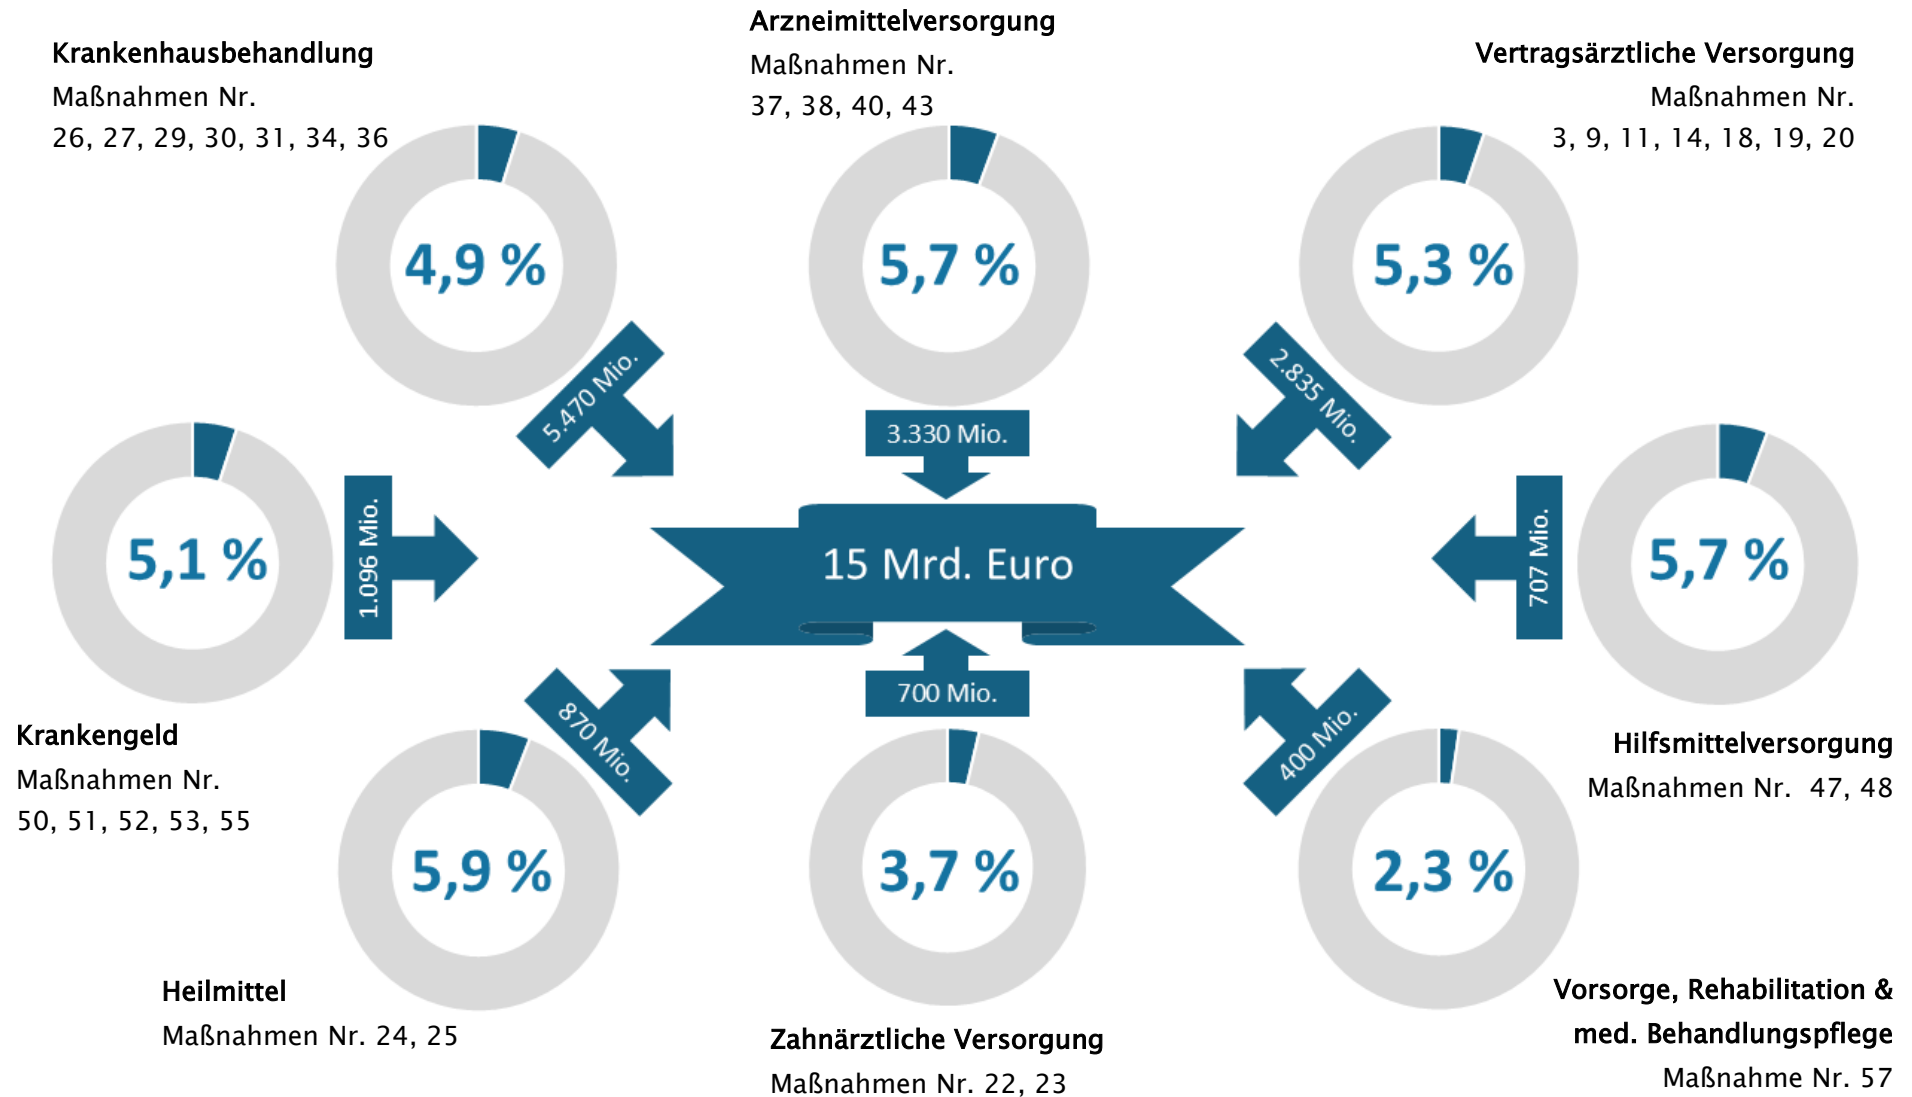 Krankenhausbehandlung
Maßnahmen Nr.
26, 27, 29, 30, 31, 34, 36
4,9 %
5.470 Mio.
Arzneimittelversorgung
Maßnahmen Nr.
37, 38, 40, 43
5,7 %
3.330 Mio.
Vertragsärztliche Versorgung
Maßnahmen Nr.
3, 9, 11, 14, 18, 19, 20
5,3 %
2.835 Mio.
5,1 %
1.096 Mio.
Krankengeld
Maßnahmen Nr.
50, 51, 52, 53, 55
15 Mrd. Euro
707 Mio.
5,7 %
Hilfsmittelversorgung
Maßnahmen Nr.  47, 48
870 Mio.
5,9 %
Heilmittel
Maßnahmen Nr. 24, 25
700 Mio.
3,7 %
Zahnärztliche Versorgung
Maßnahmen Nr. 22, 23
400 Mio.
2,3 %
Vorsorge, Rehabilitation &
med. Behandlungspflege
Maßnahme Nr. 57